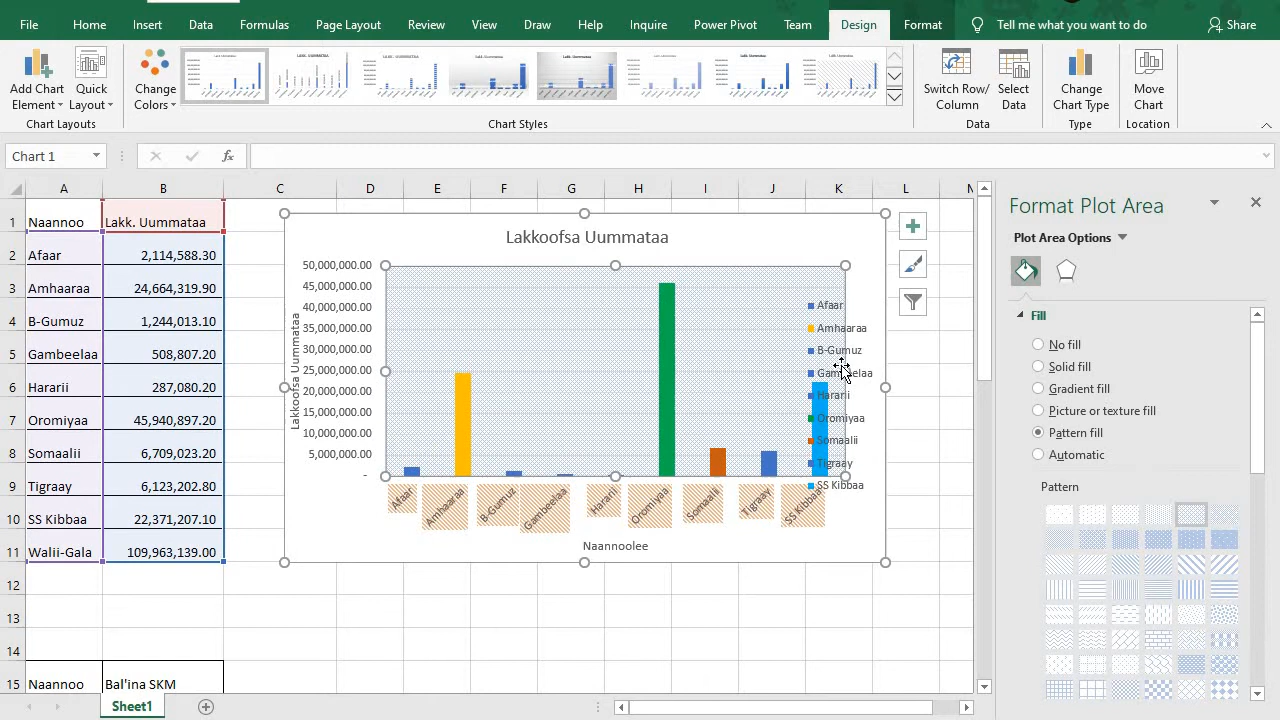 File Home Insert Data Formulas Page Layout Review View Draw Help Inquire Power Pivot Team Design Format Tell me what you want to do Share
Add Chart Element
Quick Layout
Change Colors
Switch Row/ Column
Select Data
Change Chart Type
Move Chart
Chart Layouts
Chart Styles
Data
Type
Location
Chart 1
fx
A B C D E F G H I J K L M
1 Naannoo Lakk. Uummataa
2 Afaar 2,114,588.30
3 Amhaaraa 24,664,319.90
4 B-Gumuz 1,244,013.10
5 Gambeelaa 508,807.20
6 Hararii 287,080.20
7 Oromiyaa 45,940,897.20
8 Somaalii 6,709,023.20
9 Tigraay 6,123,202.80
10 SS Kibbaa 22,371,207.10
11 Walii-Gala 109,963,139.00
12
13
14
15 Naannoo Bal'ina SKM
Lakkoofsa Uummataa
Lakkoofsa Uummataa
50,000,000.00
45,000,000.00
40,000,000.00
35,000,000.00
30,000,000.00
25,000,000.00
20,000,000.00
15,000,000.00
10,000,000.00
5,000,000.00
-
Afaar
Amhaaraa
B-Gumuz
Gambeelaa
Hararii
Oromiyaa
Somaalii
Tigraay
SS Kibbaa
Naannoolee
Afaar
Amhaaraa
B-Gumuz
Gambeelaa
Hararii
Oromiyaa
Somaalii
Tigraay
SS Kibbaa
Format Plot Area
Plot Area Options
Fill
No fill
Solid fill
Gradient fill
Picture or texture fill
Pattern fill
Automatic
Pattern
Sheet1